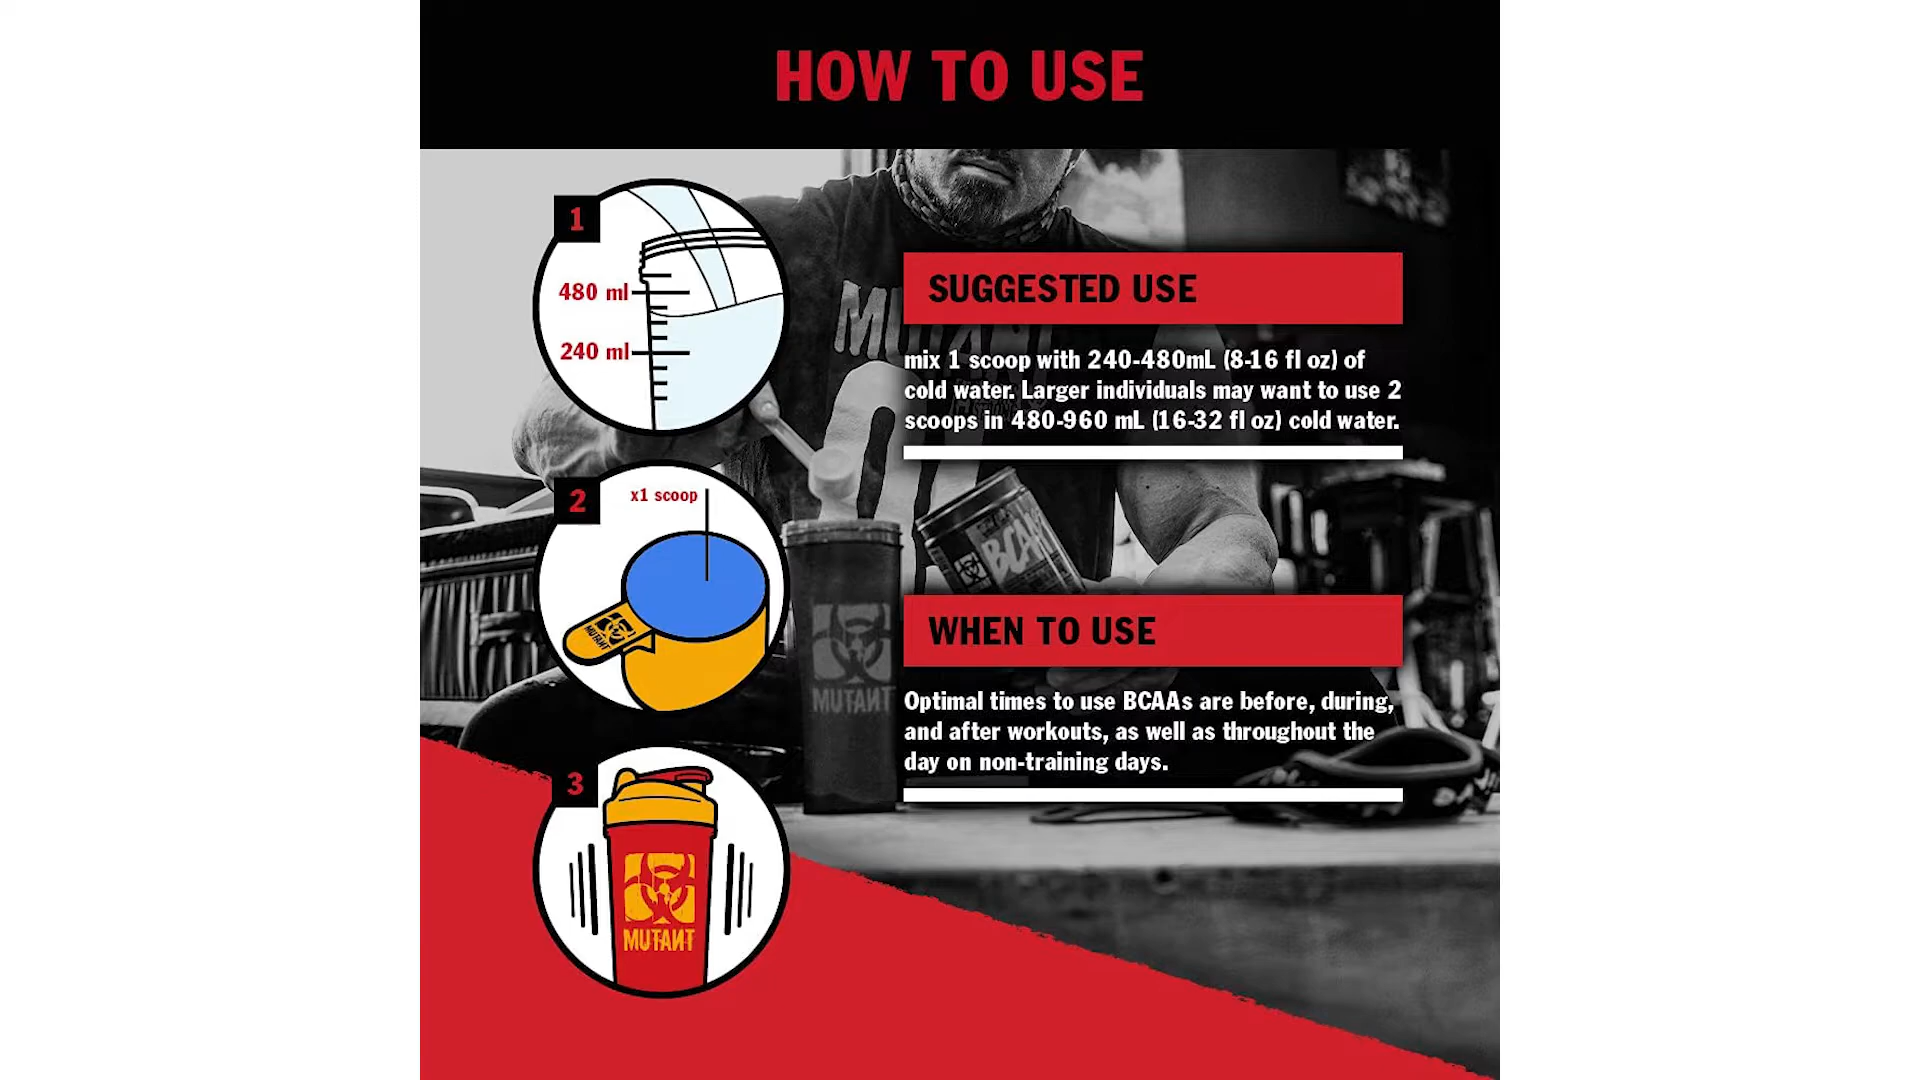 HOW TO USE
1
480 ml
240 ml
SUGGESTED USE
mix 1 scoop with 240-480mL (8-16 fl oz) of
cold water. Larger individuals may want to use 2
scoops in 480-960 mL (16-32 fl oz) cold water.
2
x1 scoop
MUTANT
BCAA
MUTANT
WHEN TO USE
Optimal times to use BCAAs are before, during,
and after workouts, as well as throughout the
day on non-training days.
3
MUTANT